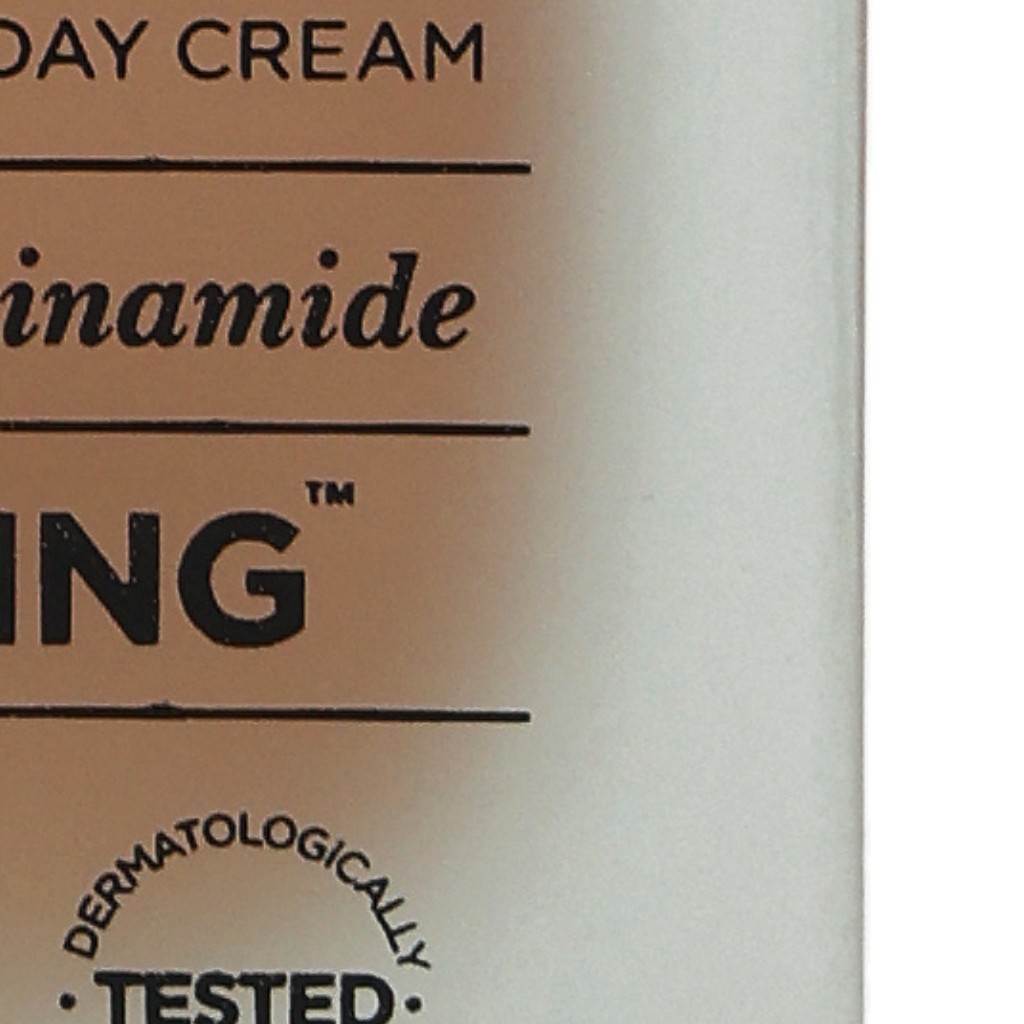 DAY CREAM
inamide
ING™
DERMATOLOGICALLY
· TESTED ·